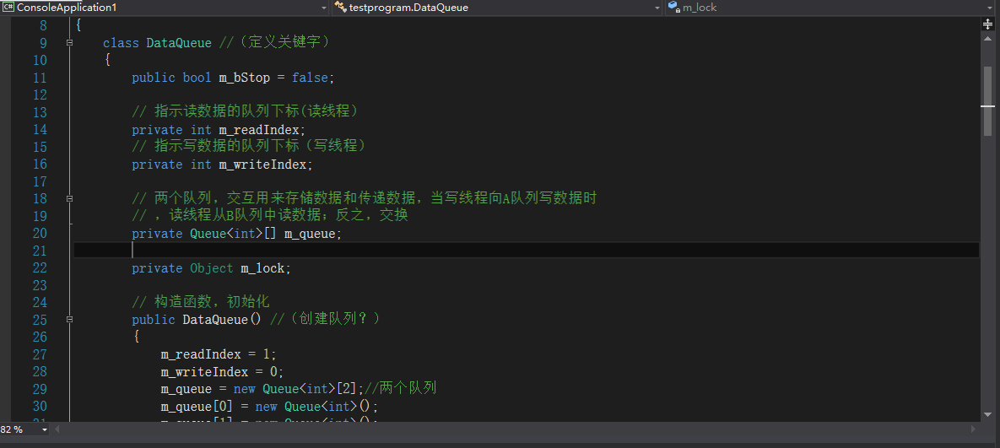 ConsoleApplication1 testprogram.DataQueue m_lock
8 {
9 class DataQueue //（定义关键字）
10 {
11 public bool m_bStop = false;
12
13 // 指示读数据的队列下标(读线程)
14 private int m_readIndex;
15 // 指示写数据的队列下标（写线程）
16 private int m_writeIndex;
17
18 // 两个队列，交互用来存储数据和传递数据，当写线程向A队列写数据时
19 // ，读线程从B队列中读数据；反之，交换
20 private Queue<int>[] m_queue;
21
22 private Object m_lock;
23
24 // 构造函数，初始化
25 public DataQueue() //（创建队列？）
26 {
27 m_readIndex = 1;
28 m_writeIndex = 0;
29 m_queue = new Queue<int>[2];//两个队列
30 m_queue[0] = new Queue<int>();
31 m_queue[1] = new Queue<int>();
82 %